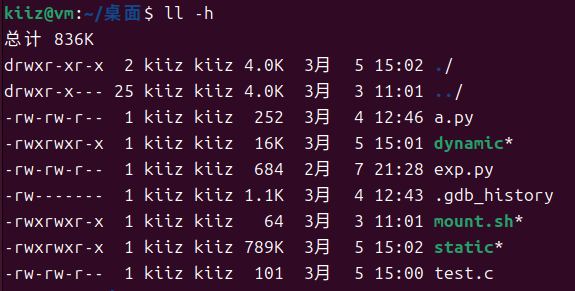 kiiz@vm:~/桌面$ ll -h
总计 836K
drwxr-xr-x  2 kiiz kiiz 4.0K  3月  5 15:02 ./
drwxr-x--- 25 kiiz kiiz 4.0K  3月  3 11:01 ../
-rw-rw-r--  1 kiiz kiiz  252  3月  4 12:46 a.py
-rwxrwxr-x  1 kiiz kiiz  16K  3月  5 15:01 dynamic*
-rw-rw-r--  1 kiiz kiiz  684  2月  7 21:28 exp.py
-rw-------  1 kiiz kiiz 1.1K  3月  4 12:43 .gdb_history
-rwxrwxr-x  1 kiiz kiiz   64  3月  3 11:01 mount.sh*
-rwxrwxr-x  1 kiiz kiiz 789K  3月  5 15:02 static*
-rw-rw-r--  1 kiiz kiiz  101  3月  5 15:00 test.c